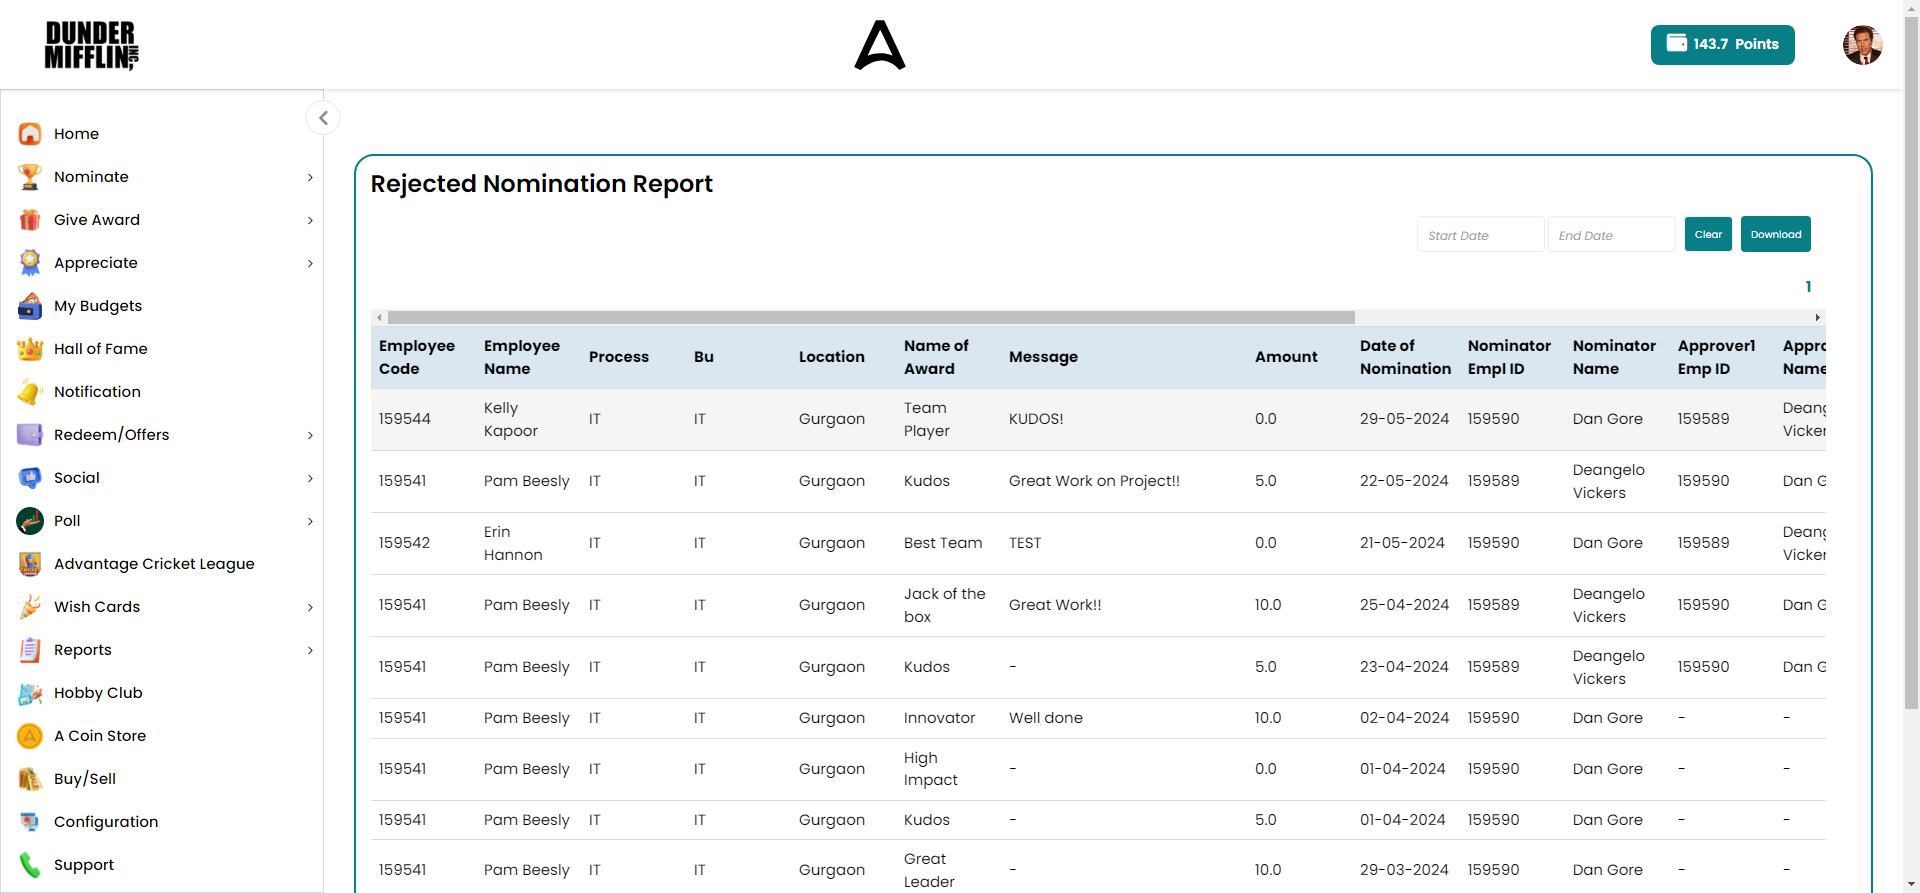 DUNDER
MIFFLIN INC,
143.7 Points
Home
Nominate
Give Award
Appreciate
My Budgets
Hall of Fame
Notification
Redeem/Offers
Social
Poll
Advantage Cricket League
Wish Cards
Reports
Hobby Club
A Coin Store
Buy/Sell
Configuration
Support
Rejected Nomination Report
Start Date End Date Clear Download
1
Employee Code Employee Name Process Bu Location Name of Award Message Amount Date of Nomination Nominator Empl ID Nominator Name Approver1 Emp ID Appro Name
159544 Kelly Kapoor IT IT Gurgaon Team Player KUDOS! 0.0 29-05-2024 159590 Dan Gore 159589 Deang Vicker
159541 Pam Beesly IT IT Gurgaon Kudos Great Work on Project!! 5.0 22-05-2024 159589 Deangelo Vickers 159590 Dan G
159542 Erin Hannon IT IT Gurgaon Best Team TEST 0.0 21-05-2024 159590 Dan Gore 159589 Deang Vicker
159541 Pam Beesly IT IT Gurgaon Jack of the box Great Work!! 10.0 25-04-2024 159589 Deangelo Vickers 159590 Dan G
159541 Pam Beesly IT IT Gurgaon Kudos - 5.0 23-04-2024 159589 Deangelo Vickers 159590 Dan G
159541 Pam Beesly IT IT Gurgaon Innovator Well done 10.0 02-04-2024 159590 Dan Gore - -
159541 Pam Beesly IT IT Gurgaon High Impact - 0.0 01-04-2024 159590 Dan Gore - -
159541 Pam Beesly IT IT Gurgaon Kudos - 5.0 01-04-2024 159590 Dan Gore - -
159541 Pam Beesly IT IT Gurgaon Great Leader - 10.0 29-03-2024 159590 Dan Gore - -